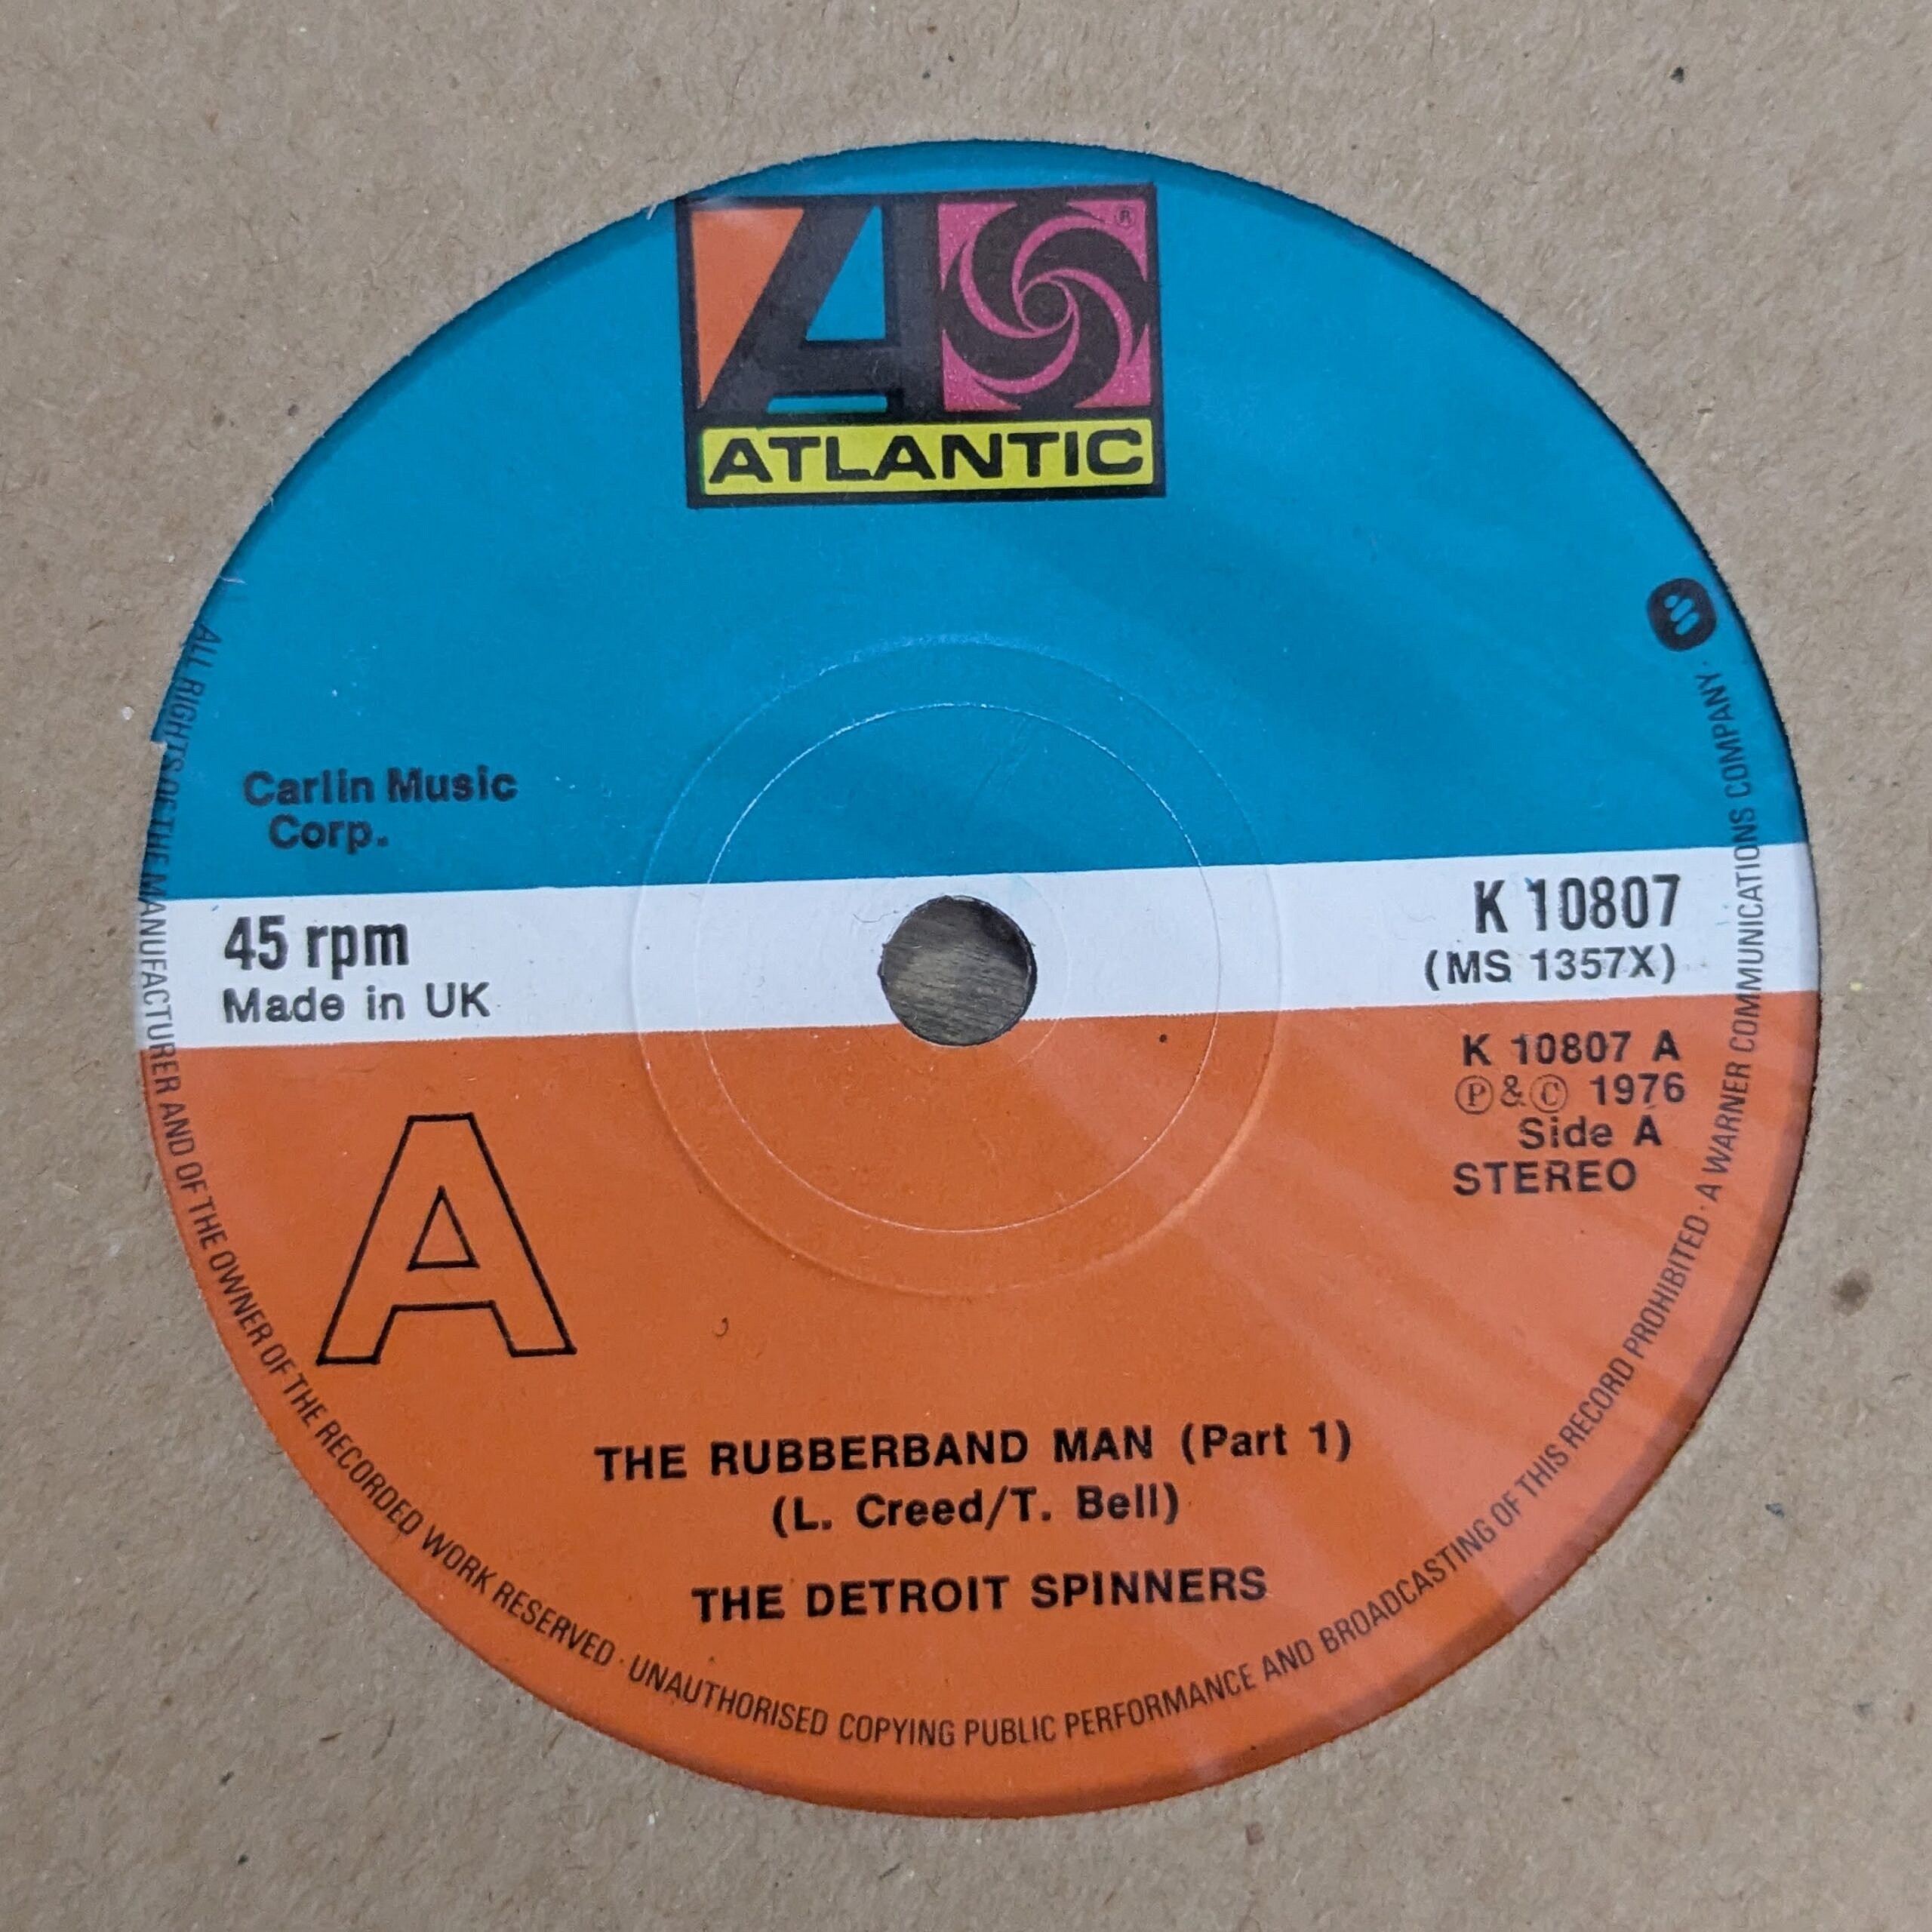 ®
ATLANTIC
Carlin Music
Corp.
45 rpm
Made in UK
K 10807
(MS 1357X)
K 10807 A
Ⓟ&© 1976
Side A
STEREO
A
THE RUBBERBAND MAN (Part 1)
(L. Creed/T. Bell)
THE DETROIT SPINNERS
ALL RIGHTS OF THE MANUFACTURER AND OF THE OWNER OF THE RECORDED WORK RESERVED · UNAUTHORISED COPYING PUBLIC PERFORMANCE AND BROADCASTING OF THIS RECORD PROHIBITED · A WARNER COMMUNICATIONS COMPANY ·